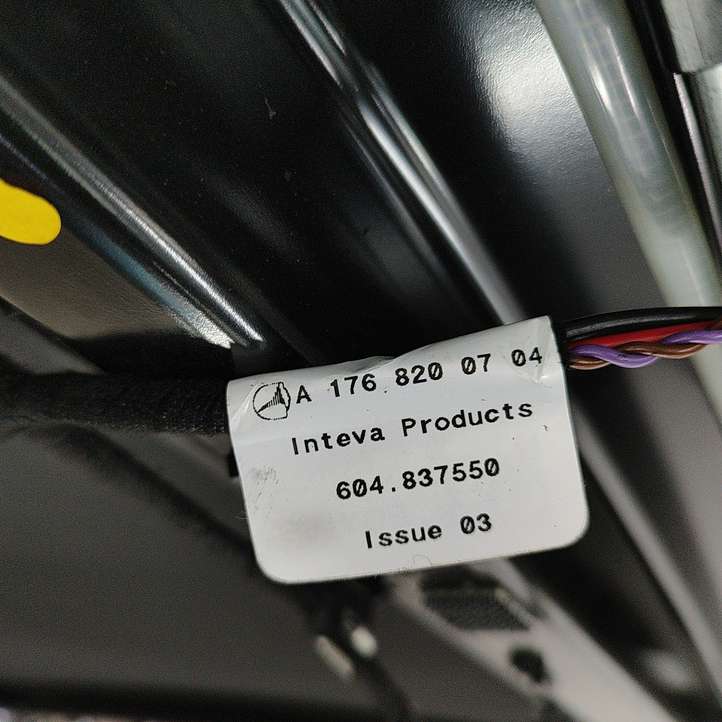 A 176 820 07 04
Inteva Products
604.837550
Issue 03